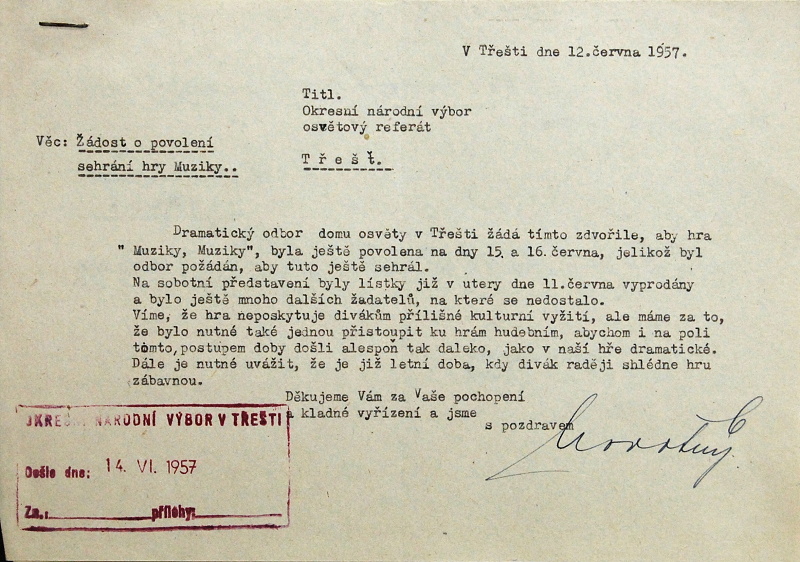 V Třešti dne 12.června 1957.
Titl.
Okresní národní výbor
osvětový referát
Věc: Žádost o povolení
sehrání hry Muziky..
T ř e š t.
Dramatický odbor domu osvěty v Třešti žádá tímto zdvořile, aby hra
" Muziky, Muziky", byla ještě povolena na dny 15. a 16. června, jelikož byl
odbor požádán, aby tuto ještě sehrál.
Na sobotní představení byly lístky již v utery dne 11.června vyprodány
a bylo ještě mnoho dalších žadatelů, na které se nedostalo.
Víme, že hra neposkytuje divákům přílišné kulturní vyžití, ale máme za to,
že bylo nutné také jednou přistoupit ku hrám hudebním, abychom i na poli
tomto, postupem doby došli alespoň tak daleko, jako v naší hře dramatické.
Dále je nutné uvážit, že je již letní doba, kdy divák raději shlédne hru
zábavnou.
Děkujeme Vám za Vaše pochopení
a kladné vyřízení a jsme
s pozdravem
Novotný
OKRESNÍ NÁRODNÍ VÝBOR V TŘEŠTI
Došlo dne: 14. VI. 1957
Zn.: přílohy: